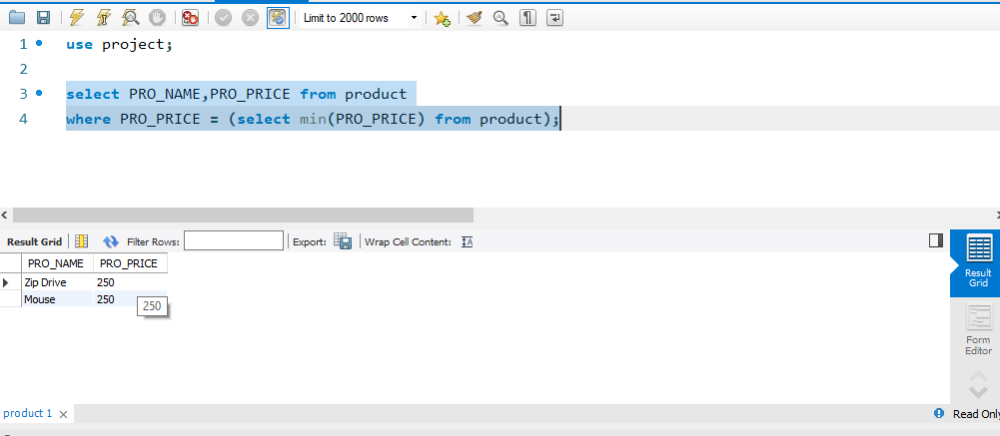 Limit to 2000 rows
1 use project;
2
3 select PRO_NAME,PRO_PRICE from product
4 where PRO_PRICE = (select min(PRO_PRICE) from product);
Result Grid Filter Rows: Export: Wrap Cell Content:
PRO_NAME PRO_PRICE
Zip Drive 250
Mouse 250
250
Result
Grid
Form
Editor
product 1
Read Only